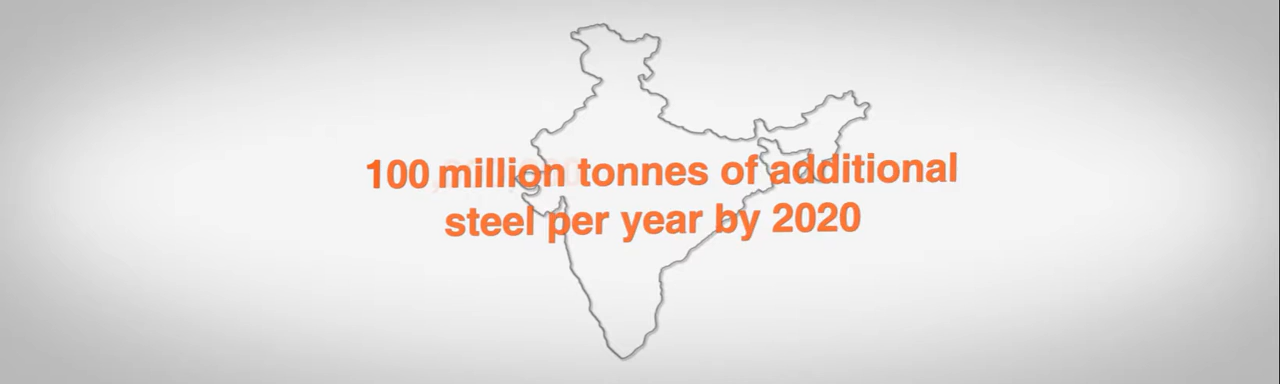 100 million tonnes of additional
steel per year by 2020